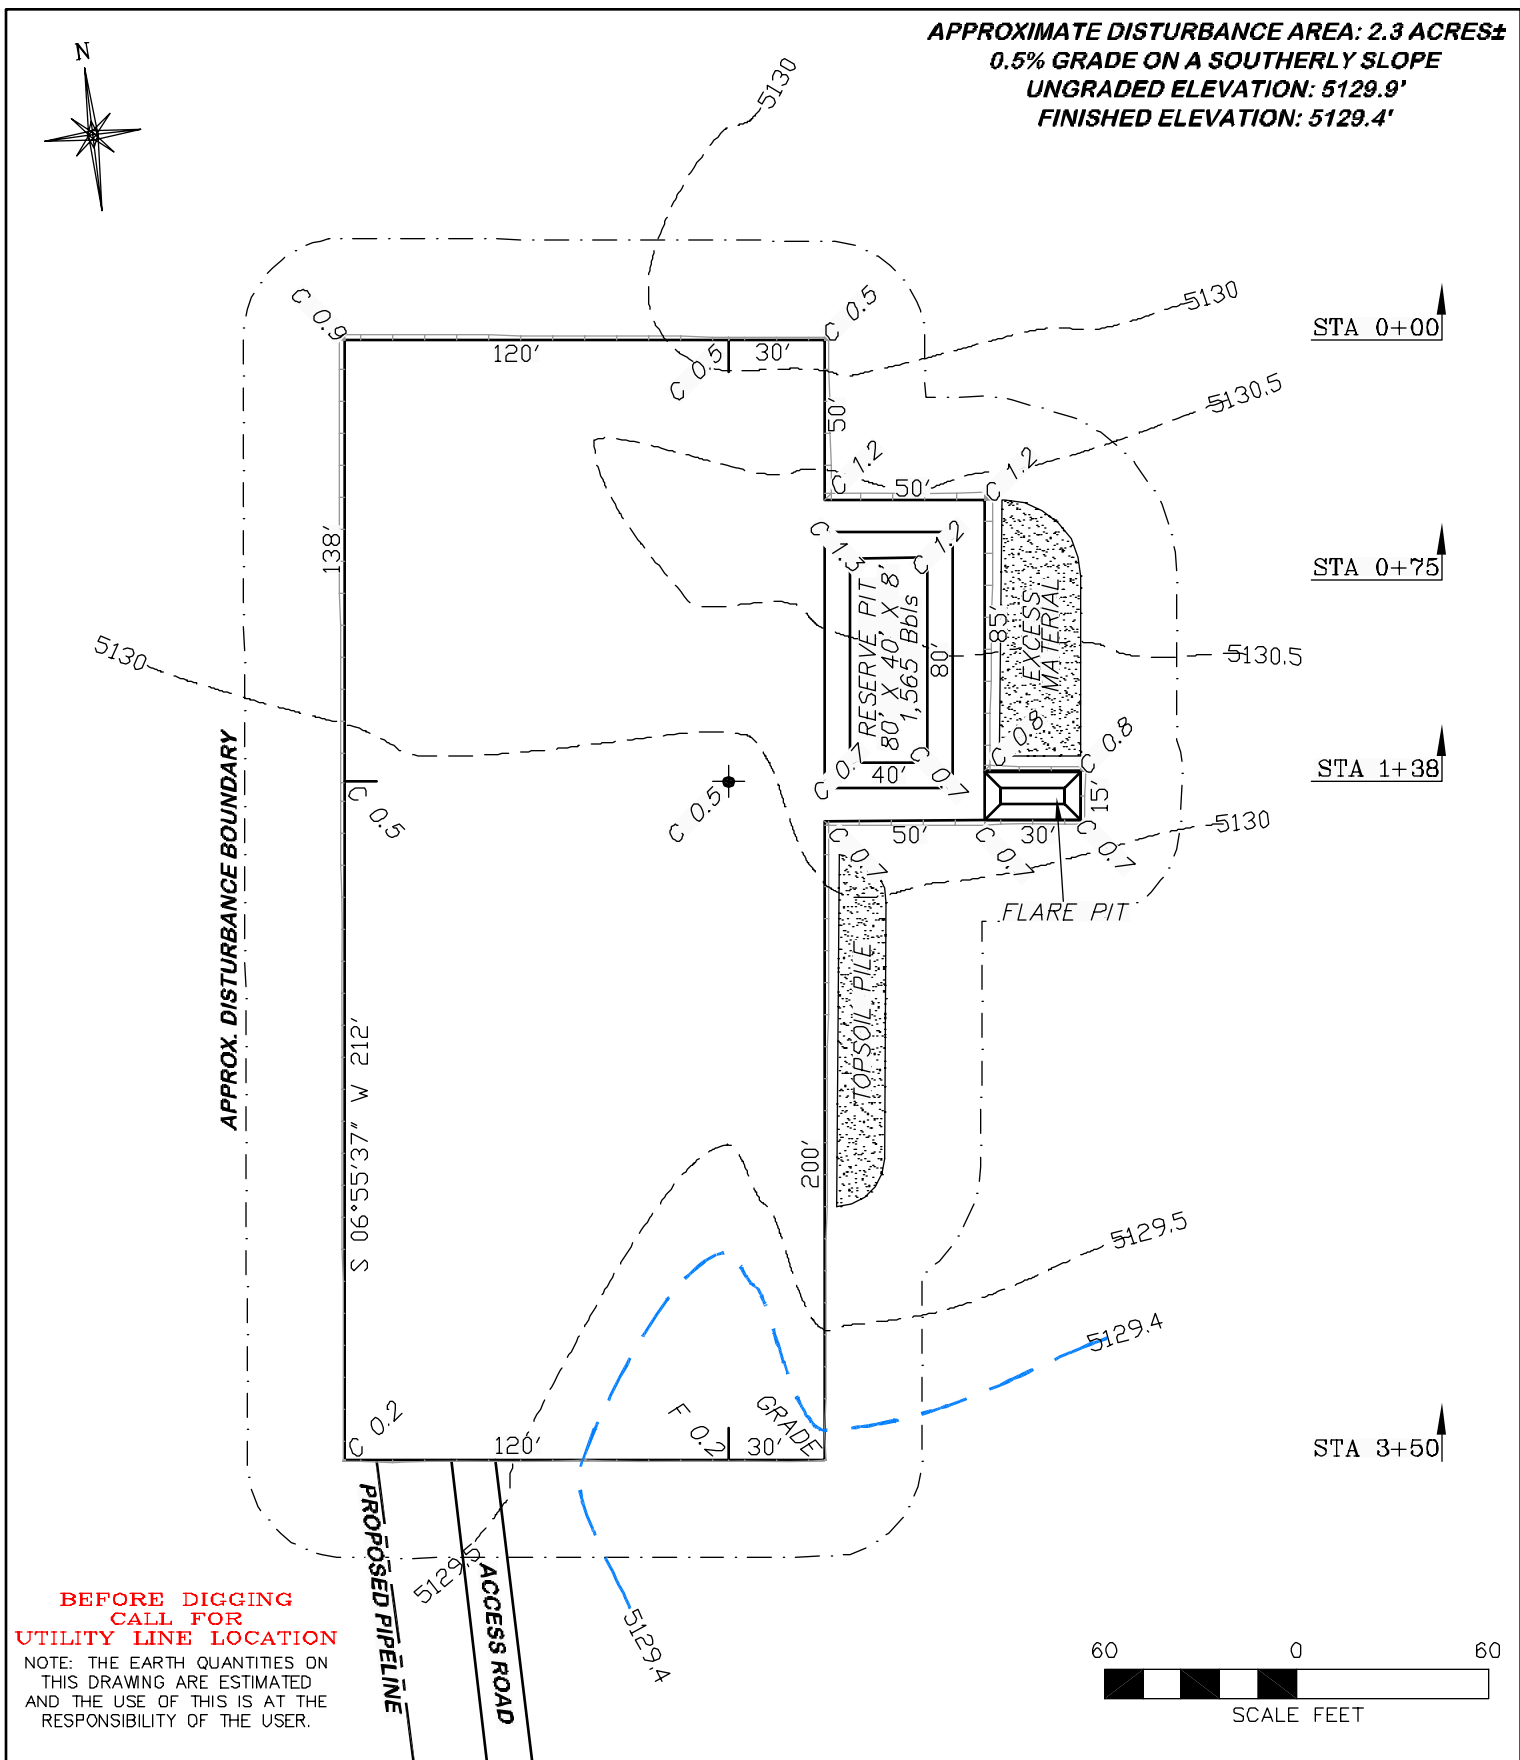 APPROXIMATE DISTURBANCE AREA: 2.3 ACRES±
0.5% GRADE ON A SOUTHERLY SLOPE
UNGRADED ELEVATION: 5129.9'
FINISHED ELEVATION: 5129.4'
N
5130
5130
STA 0+00
C 0.9
C 0.5
120'
C 0.5
30'
50'
5130.5
C 1.2
C 1.2
50'
138'
C 1.3
C 1.2
STA 0+75
RESERVE PIT
80' X 40' X 8'
1,565 Bbls
80'
85'
EXCESS
MATERIAL
5130.5
5130
C 0.7
40'
C 0.7
C 0.8
C 0.8
STA 1+38
C 0.5
C 0.5
15'
C 0.7
50'
C 0.7
30'
C 0.7
5130
FLARE PIT
APPROX. DISTURBANCE BOUNDARY
TOPSOIL PILE
S 06°55'37" W 212'
200'
5129.5
5129.4
C 0.2
120'
F 0.2
30'
GRADE
STA 3+50
PROPOSED PIPELINE
5129.5
ACCESS ROAD
5129.4
BEFORE DIGGING
CALL FOR
UTILITY LINE LOCATION
NOTE: THE EARTH QUANTITIES ON
THIS DRAWING ARE ESTIMATED
AND THE USE OF THIS IS AT THE
RESPONSIBILITY OF THE USER.
60 0 60
SCALE FEET